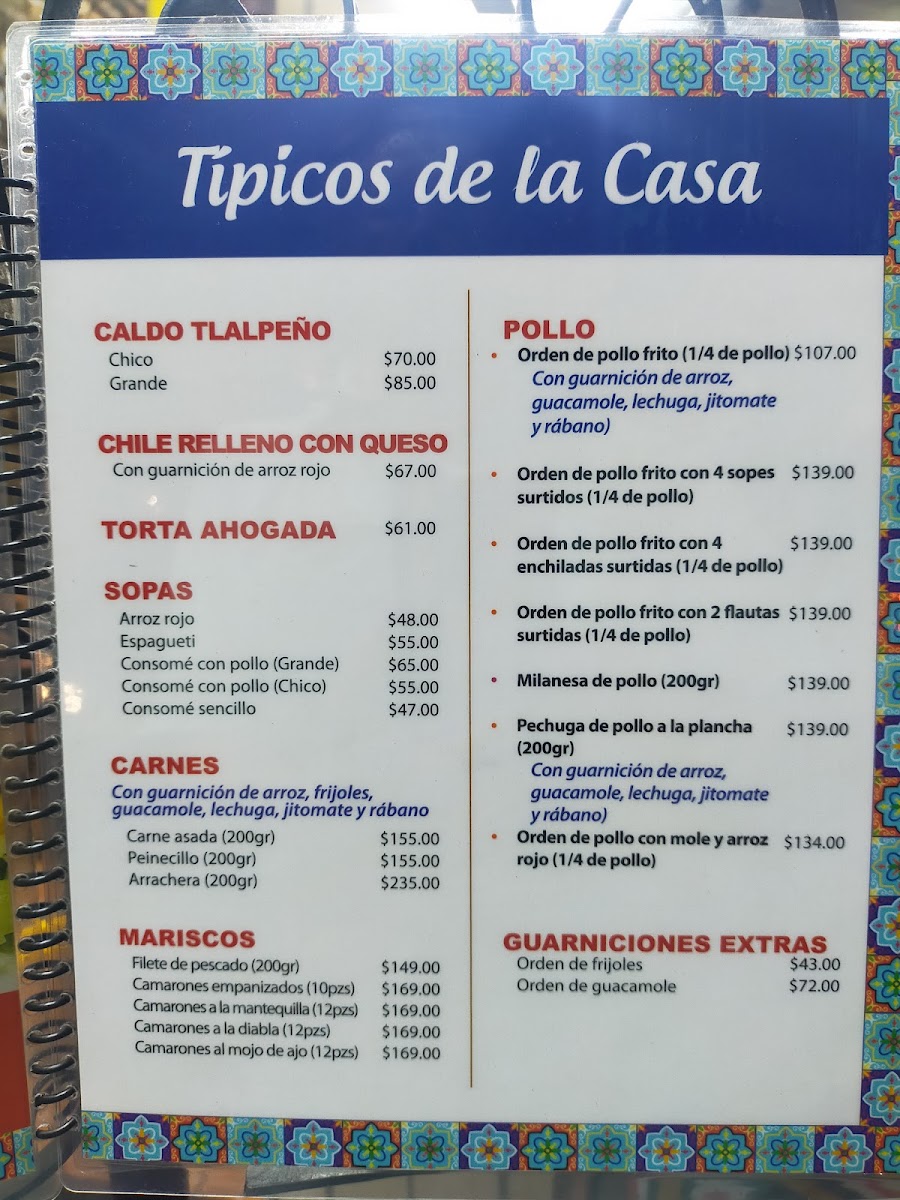 Típicos de la Casa
CALDO TLALPEÑO
Chico $70.00
Grande $85.00
CHILE RELLENO CON QUESO
Con guarnición de arroz rojo $67.00
TORTA AHOGADA $61.00
SOPAS
Arroz rojo $48.00
Espagueti $55.00
Consomé con pollo (Grande) $65.00
Consomé con pollo (Chico) $55.00
Consomé sencillo $47.00
CARNES
Con guarnición de arroz, frijoles,
guacamole, lechuga, jitomate y rábano
Carne asada (200gr) $155.00
Peinecillo (200gr) $155.00
Arrachera (200gr) $235.00
MARISCOS
Filete de pescado (200gr) $149.00
Camarones empanizados (10pzs) $169.00
Camarones a la mantequilla (12pzs) $169.00
Camarones a la diabla (12pzs) $169.00
Camarones al mojo de ajo (12pzs) $169.00
POLLO
• Orden de pollo frito (1/4 de pollo) $107.00
Con guarnición de arroz,
guacamole, lechuga, jitomate
y rábano)
• Orden de pollo frito con 4 sopes $139.00
surtidos (1/4 de pollo)
• Orden de pollo frito con 4 $139.00
enchiladas surtidas (1/4 de pollo)
• Orden de pollo frito con 2 flautas $139.00
surtidas (1/4 de pollo)
• Milanesa de pollo (200gr) $139.00
• Pechuga de pollo a la plancha $139.00
(200gr)
Con guarnición de arroz,
guacamole, lechuga, jitomate
y rábano)
• Orden de pollo con mole y arroz $134.00
rojo (1/4 de pollo)
GUARNICIONES EXTRAS
Orden de frijoles $43.00
Orden de guacamole $72.00